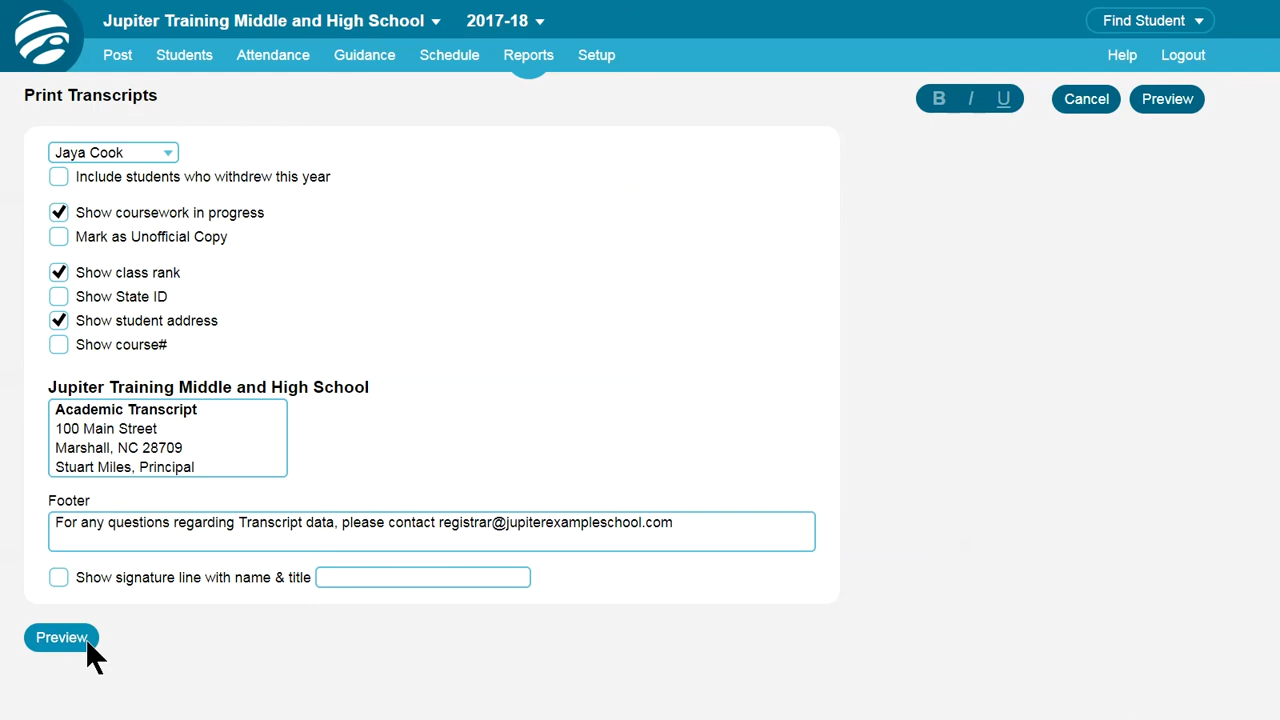 Jupiter Training Middle and High School 2017-18 Find Student
Post Students Attendance Guidance Schedule Reports Setup Help Logout
Print Transcripts B I U Cancel Preview
Jaya Cook
Include students who withdrew this year
Show coursework in progress
Mark as Unofficial Copy
Show class rank
Show State ID
Show student address
Show course#
Jupiter Training Middle and High School
Academic Transcript
100 Main Street
Marshall, NC 28709
Stuart Miles, Principal
Footer
For any questions regarding Transcript data, please contact registrar@jupiterexampleschool.com
Show signature line with name & title
Preview